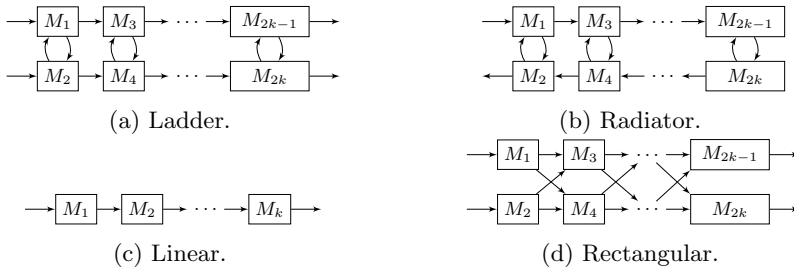 M₁ M₃ ··· M₂ₖ₋₁
M₂ M₄ ··· M₂ₖ
(a) Ladder.
M₁ M₃ ··· M₂ₖ₋₁
M₂ M₄ ··· M₂ₖ
(b) Radiator.
M₁ M₂ ··· Mₖ
(c) Linear.
M₁ M₃ ··· M₂ₖ₋₁
M₂ M₄ ··· M₂ₖ
(d) Rectangular.